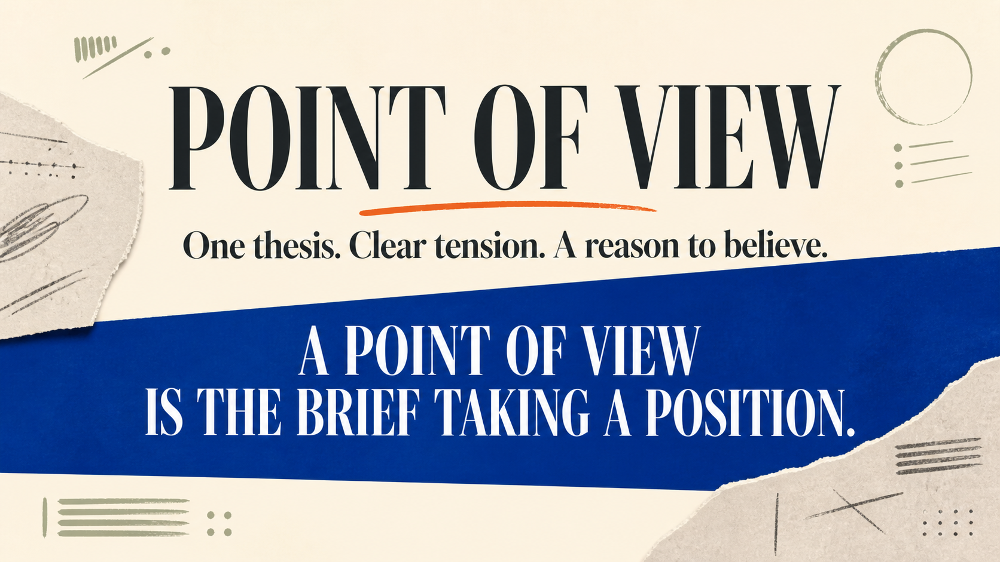 POINT OF VIEW
One thesis. Clear tension. A reason to believe.
A POINT OF VIEW
IS THE BRIEF TAKING A POSITION.